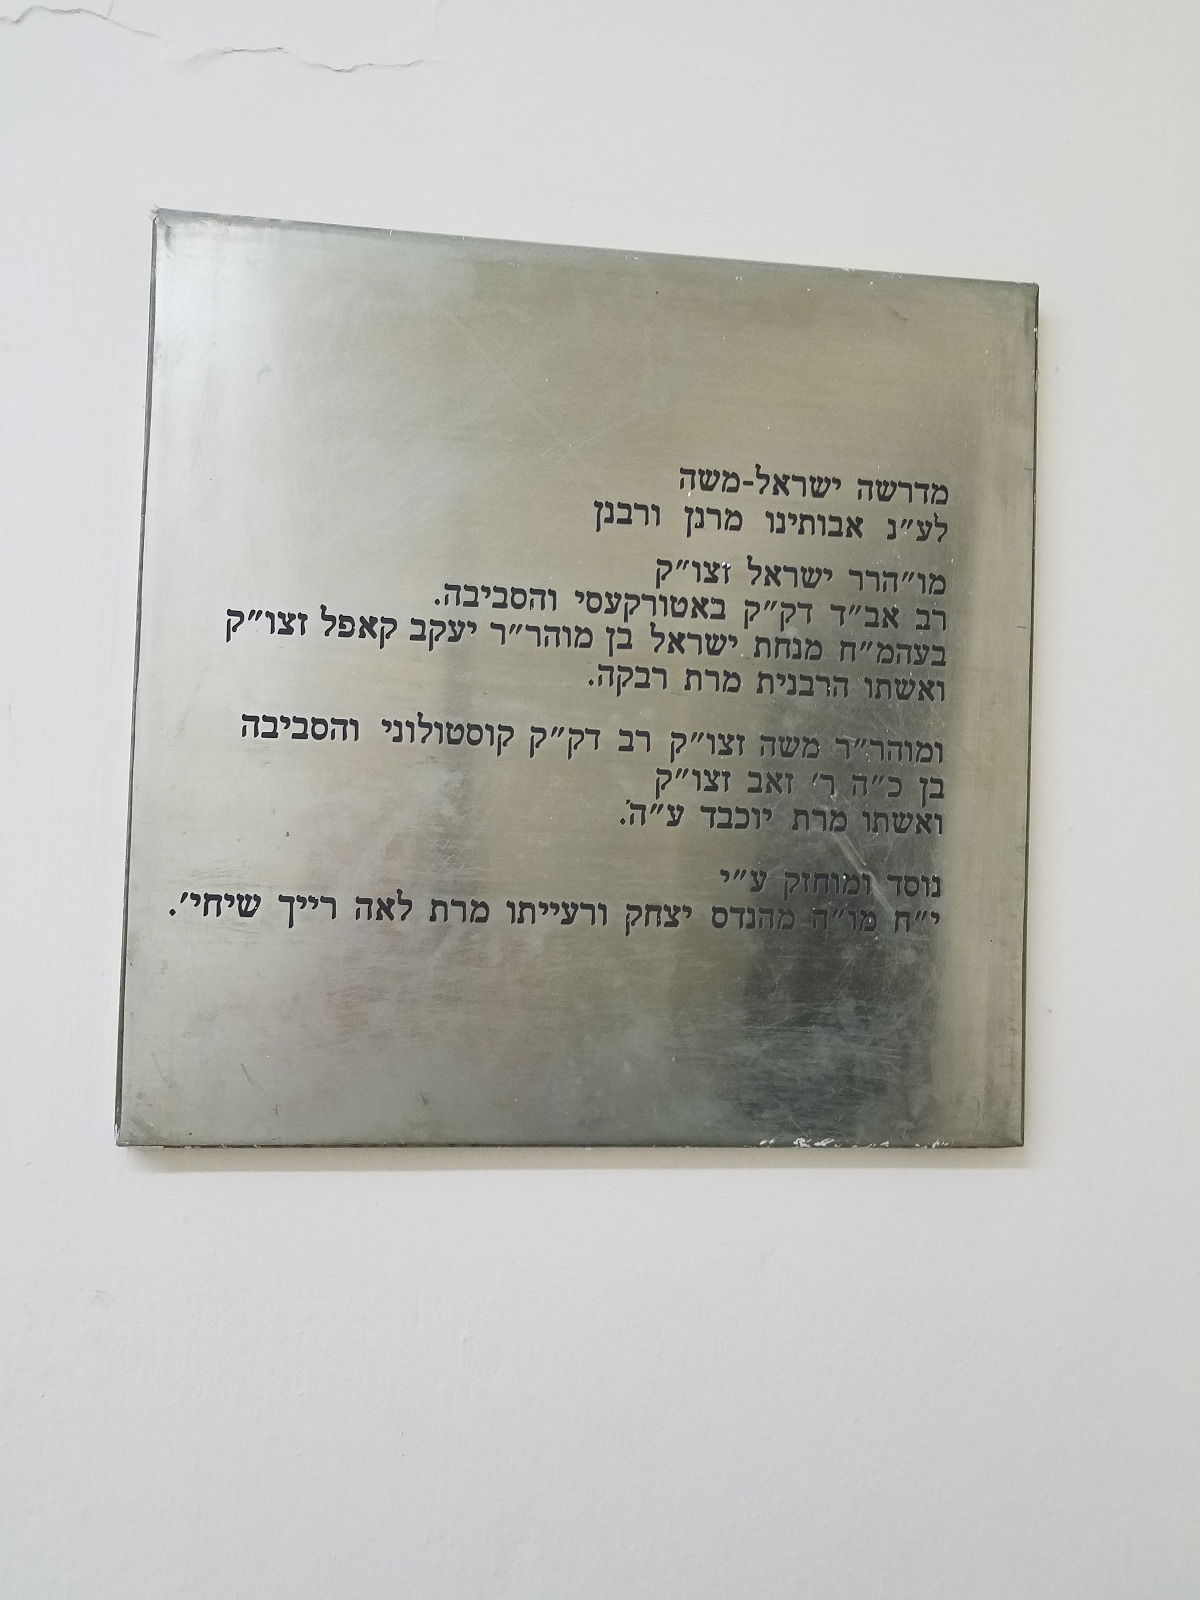 מדרשה ישראל-משה
לע״נ אבותינו מרנן ורבנן
מו״הרר ישראל זצו״ק
רב אב״ד דק״ק באטורקעסי והסביבה.
בעהמ״ח מנחת ישראל בן מוהר״ר יעקב קאפל זצו״ק
ואשתו הרבנית מרת רבקה.
ומוהר״ר משה זצו״ק רב דק״ק קוסטולוני והסביבה
בן כ״ה ר׳ זאב זצו״ק
ואשתו מרת יוכבד ע״ה.
נוסד ומוחזק ע״י
י״ח מו״ה מהנדס יצחק ורעייתו מרת לאה רייך שיחי׳.